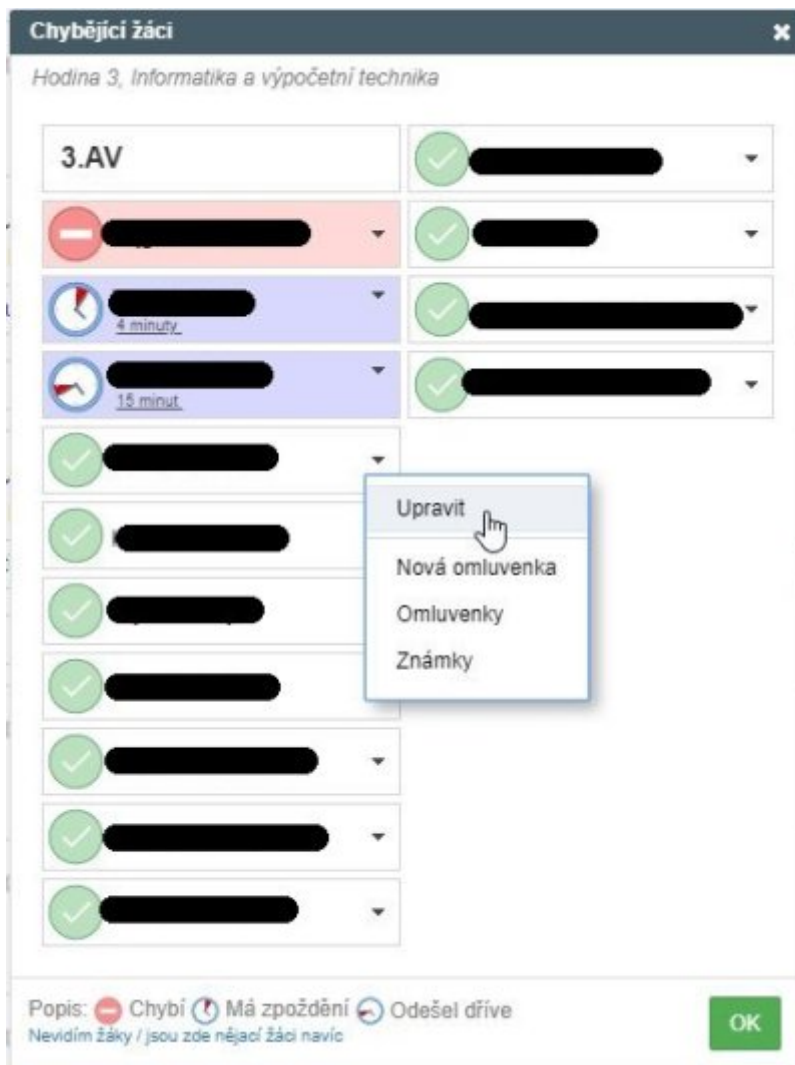 Chybějící žáci
Hodina 3, Informatika a výpočetní technika
3.AV
4 minuty
15 minut
Upravit
Nová omluvenka
Omluvenky
Známky
Popis: Chybí Má zpoždění Odešel dříve
Nevidím žáky / jsou zde nějací žáci navíc
OK